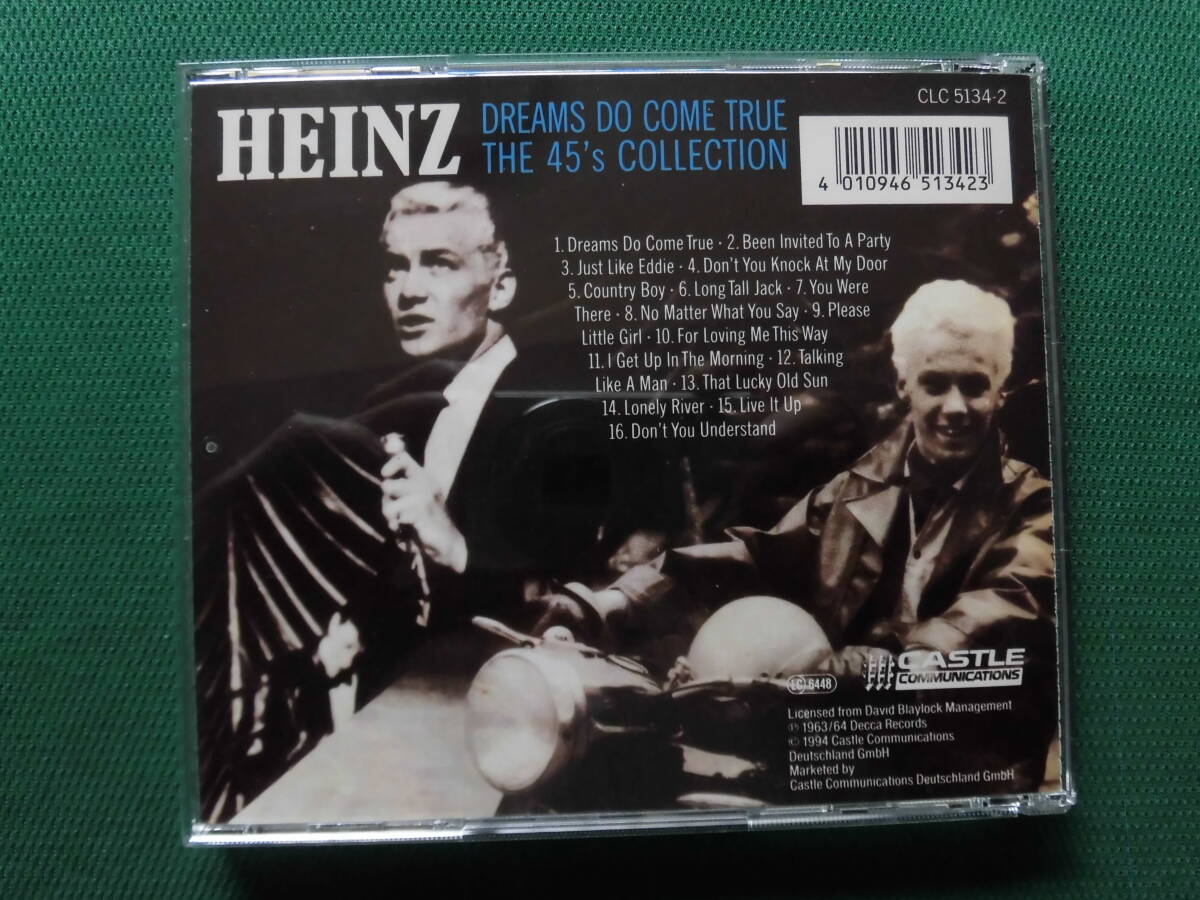 HEINZ
DREAMS DO COME TRUE
THE 45's COLLECTION
CLC 5134-2
4 010946 513423
1. Dreams Do Come True · 2. Been Invited To A Party
3. Just Like Eddie · 4. Don't You Knock At My Door
5. Country Boy · 6. Long Tall Jack · 7. You Were
There · 8. No Matter What You Say · 9. Please
Little Girl · 10. For Loving Me This Way
11. I Get Up In The Morning · 12. Talking
Like A Man · 13. That Lucky Old Sun
14. Lonely River · 15. Live It Up
16. Don't You Understand
LC 6448
CASTLE
COMMUNICATIONS
Licensed from David Blaylock Management
℗ 1963/64 Decca Records
© 1994 Castle Communications
Deutschland GmbH
Marketed by
Castle Communications Deutschland GmbH